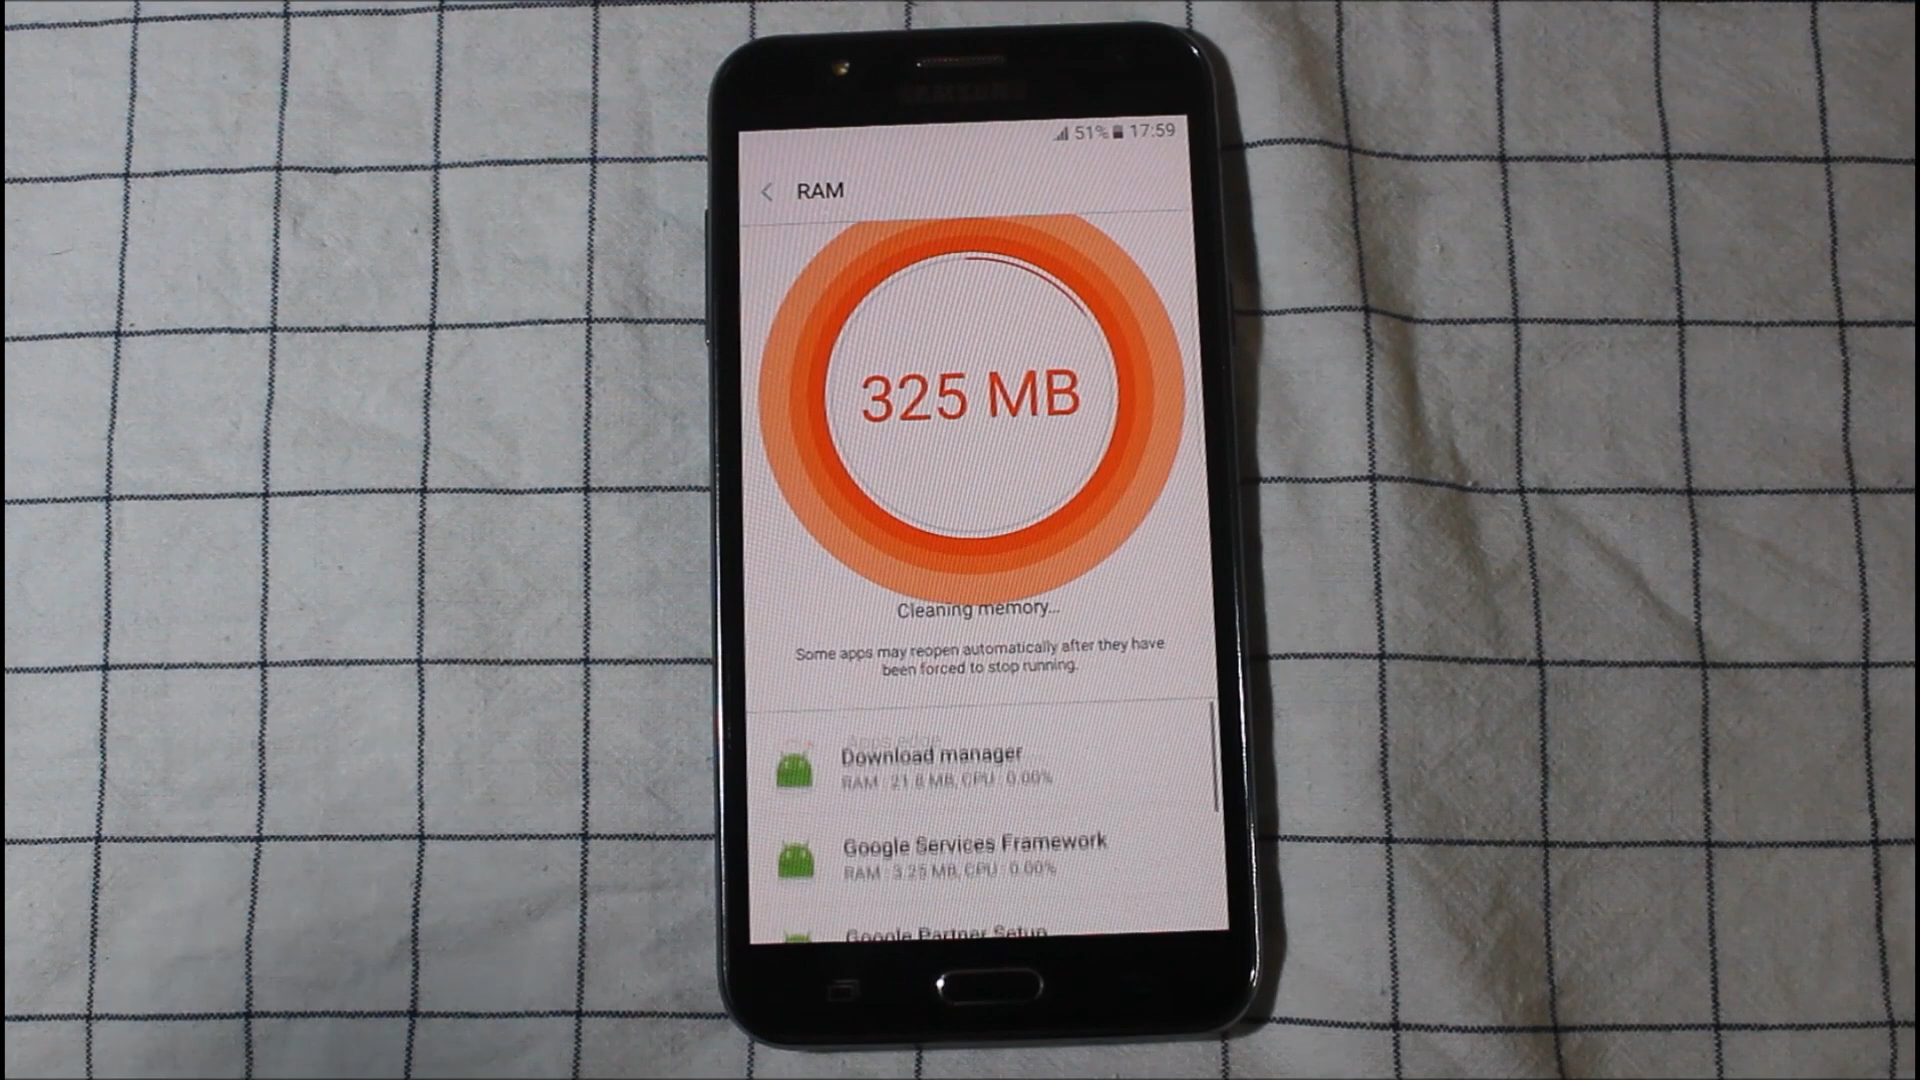 SAMSUNG
51% 17:59
RAM
325 MB
Cleaning memory...
Some apps may reopen automatically after they have
been forced to stop running.
Download manager
RAM : 21.6 MB, CPU : 0.00%
Google Services Framework
RAM : 3.25 MB, CPU : 0.00%
Google Partner Setup